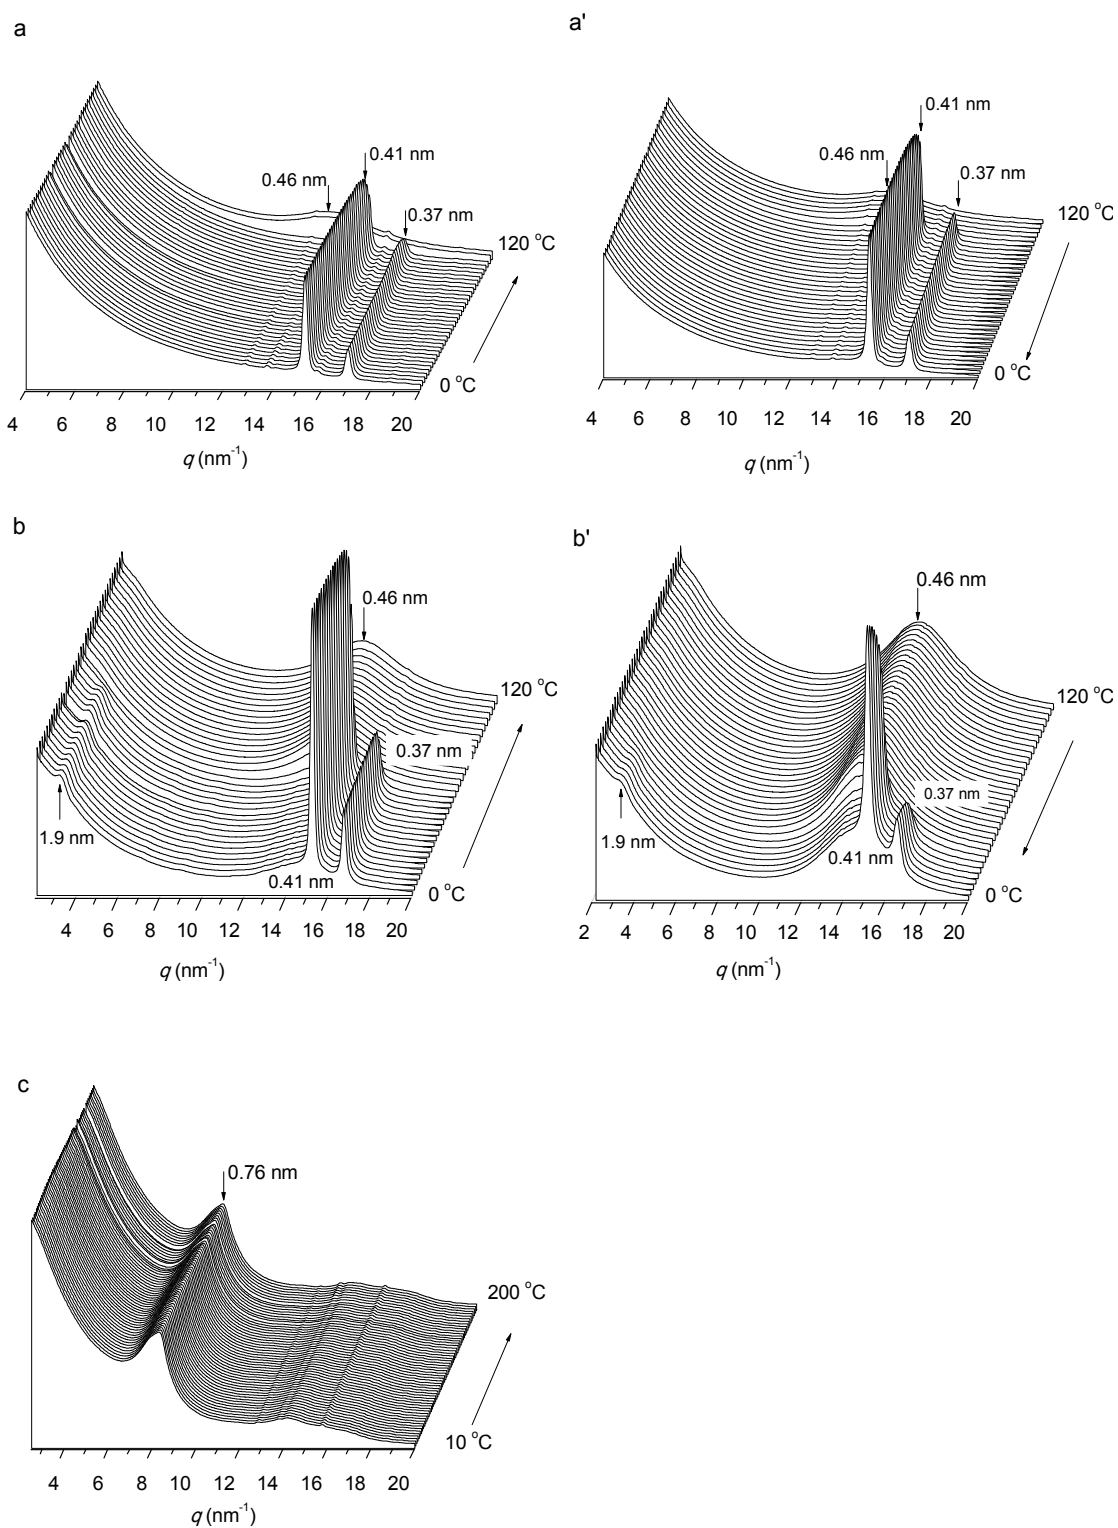 a
0.46 nm
0.41 nm
0.37 nm
120 °C
0 °C
4 6 8 10 12 14 16 18 20
q (nm-1)
a'
0.41 nm
0.46 nm
0.37 nm
120 °C
0 °C
4 6 8 10 12 14 16 18 20
q (nm-1)
b
0.46 nm
120 °C
0.37 nm
1.9 nm
0.41 nm
0 °C
4 6 8 10 12 14 16 18 20
q (nm-1)
b'
0.46 nm
120 °C
0.37 nm
1.9 nm
0.41 nm
0 °C
2 4 6 8 10 12 14 16 18 20
q (nm-1)
c
0.76 nm
200 °C
10 °C
4 6 8 10 12 14 16 18 20
q (nm-1)